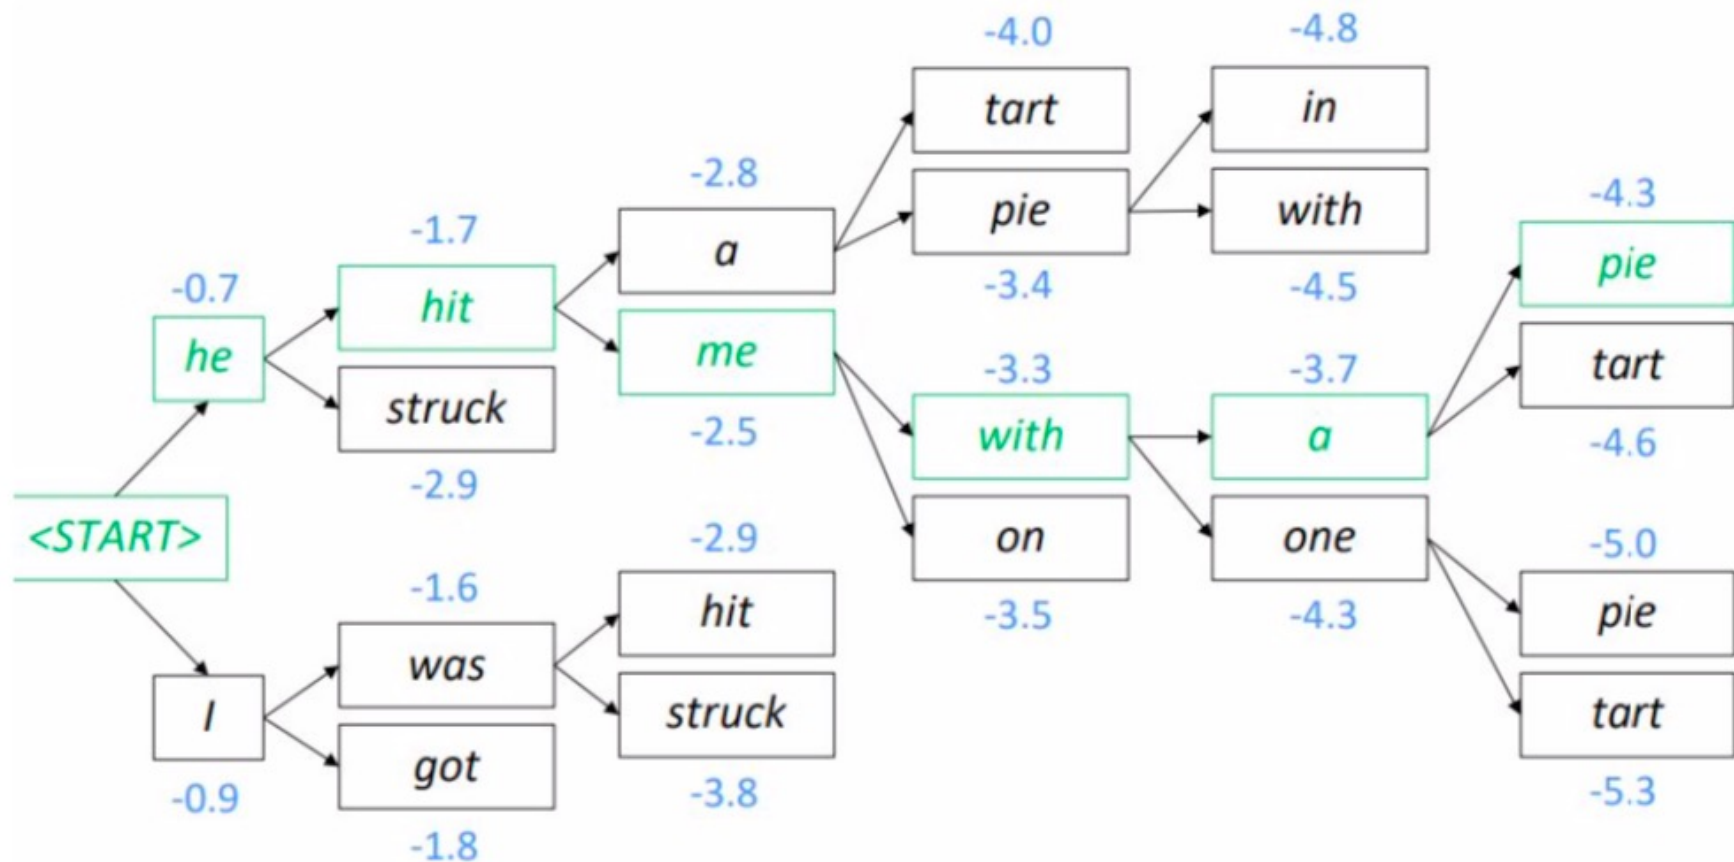 -4.0
-4.8
tart
in
-2.8
pie
with
-4.3
-1.7
a
-3.4
-4.5
pie
-0.7
hit
me
-3.3
-3.7
tart
he
struck
-2.5
with
a
-4.6
-2.9
<START>
-2.9
on
one
-5.0
-1.6
hit
-3.5
-4.3
pie
was
struck
tart
I
got
-3.8
-5.3
-0.9
-1.8